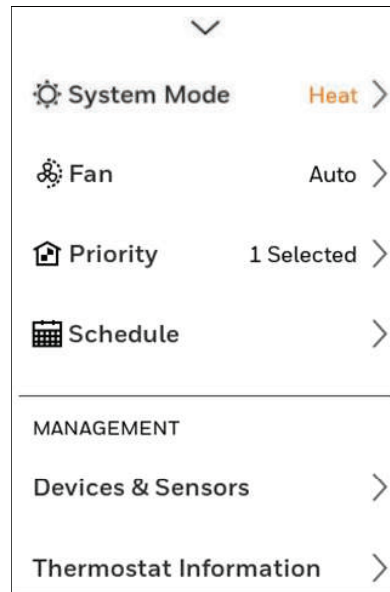 System Mode Heat
Fan Auto
Priority 1 Selected
Schedule
MANAGEMENT
Devices & Sensors
Thermostat Information